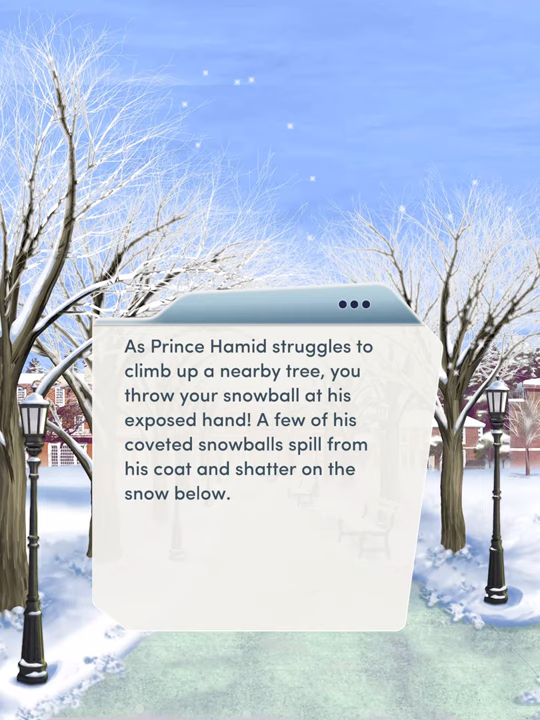 As Prince Hamid struggles to
climb up a nearby tree, you
throw your snowball at his
exposed hand! A few of his
coveted snowballs spill from
his coat and shatter on the
snow below.